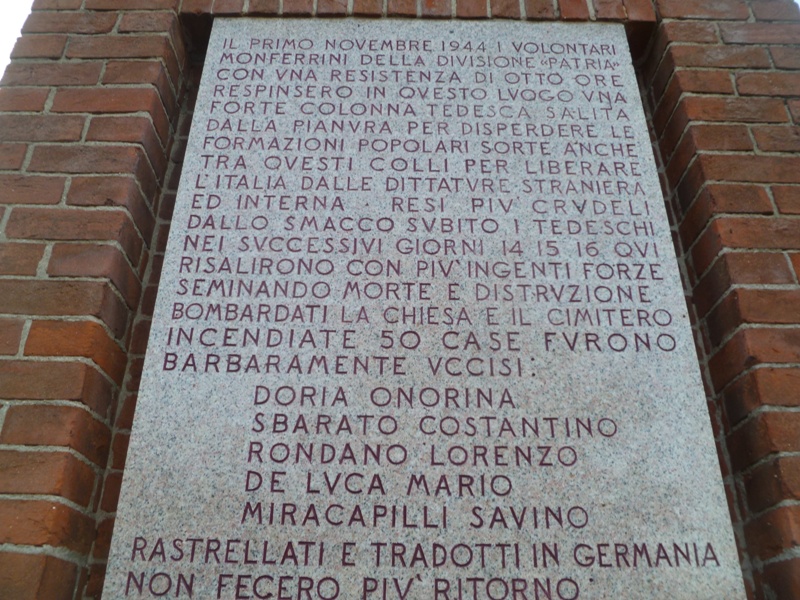 IL PRIMO NOVEMBRE 1944 I VOLONTARI
MONFERRINI DELLA DIVISIONE "PATRIA"
CON VNA RESISTENZA DI OTTO ORE
RESPINSERO IN QVESTO LVOGO VNA
FORTE COLONNA TEDESCA SALITA
DALLA PIANVRA PER DISPERDERE LE
FORMAZIONI POPOLARI SORTE ANCHE
TRA QVESTI COLLI PER LIBERARE
L'ITALIA DALLE DITTATVRE STRANIERA
ED INTERNA · RESI PIV' CRVDELI
DALLO SMACCO SVBITO I TEDESCHI
NEI SVCCESSIVI GIORNI 14 15 16 QVI
RISALIRONO CON PIV' INGENTI FORZE
SEMINANDO MORTE E DISTRVZIONE
BOMBARDATI LA CHIESA E IL CIMITERO
INCENDIATE 50 CASE FVRONO
BARBARAMENTE VCCISI:
DORIA ONORINA
SBARATO COSTANTINO
RONDANO LORENZO
DE LVCA MARIO
MIRACAPILLI SAVINO
RASTRELLATI E TRADOTTI IN GERMANIA
NON FECERO PIV' RITORNO: